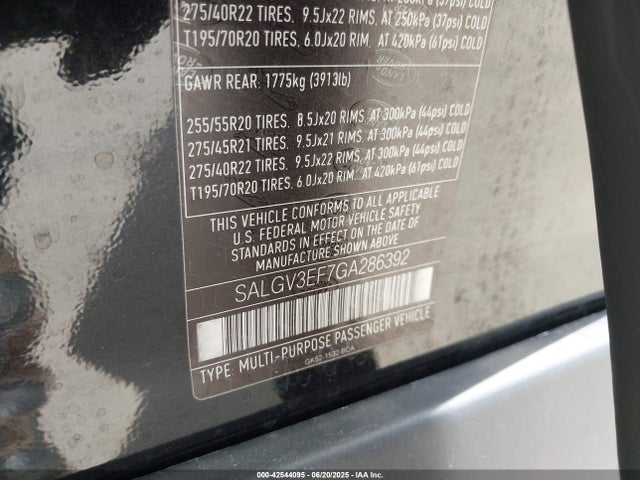 275/40R22 TIRES. 9.5Jx22 RIMS. AT 250kPa (37psi) COLD
T195/70R20 TIRES. 6.0Jx20 RIM. AT 420kPa (61psi) COLD
GAWR REAR: 1775kg (3913lb)
255/55R20 TIRES. 8.5Jx20 RIMS. AT 300kPa (44psi) COLD
275/45R21 TIRES. 9.5Jx21 RIMS. AT 300kPa (44psi) COLD
275/40R22 TIRES. 9.5Jx22 RIMS. AT 300kPa (44psi) COLD
T195/70R20 TIRES. 6.0Jx20 RIM. AT 420kPa (61psi) COLD
THIS VEHICLE CONFORMS TO ALL APPLICABLE
U.S. FEDERAL MOTOR VEHICLE SAFETY
STANDARDS IN EFFECT ON THE DATE OF
MANUFACTURE SHOWN ABOVE
SALGV3EF7GA286392
TYPE: MULTI-PURPOSE PASSENGER VEHICLE
GK52-1532-BCA
00-42544095 | 06/20/2025 | IAA Inc.